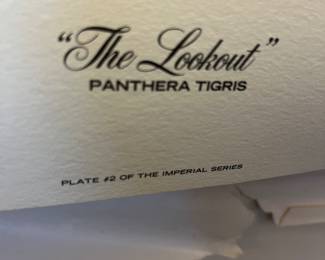 “The Lookout”
PANTHERA TIGRIS
PLATE #2 OF THE IMPERIAL SERIES